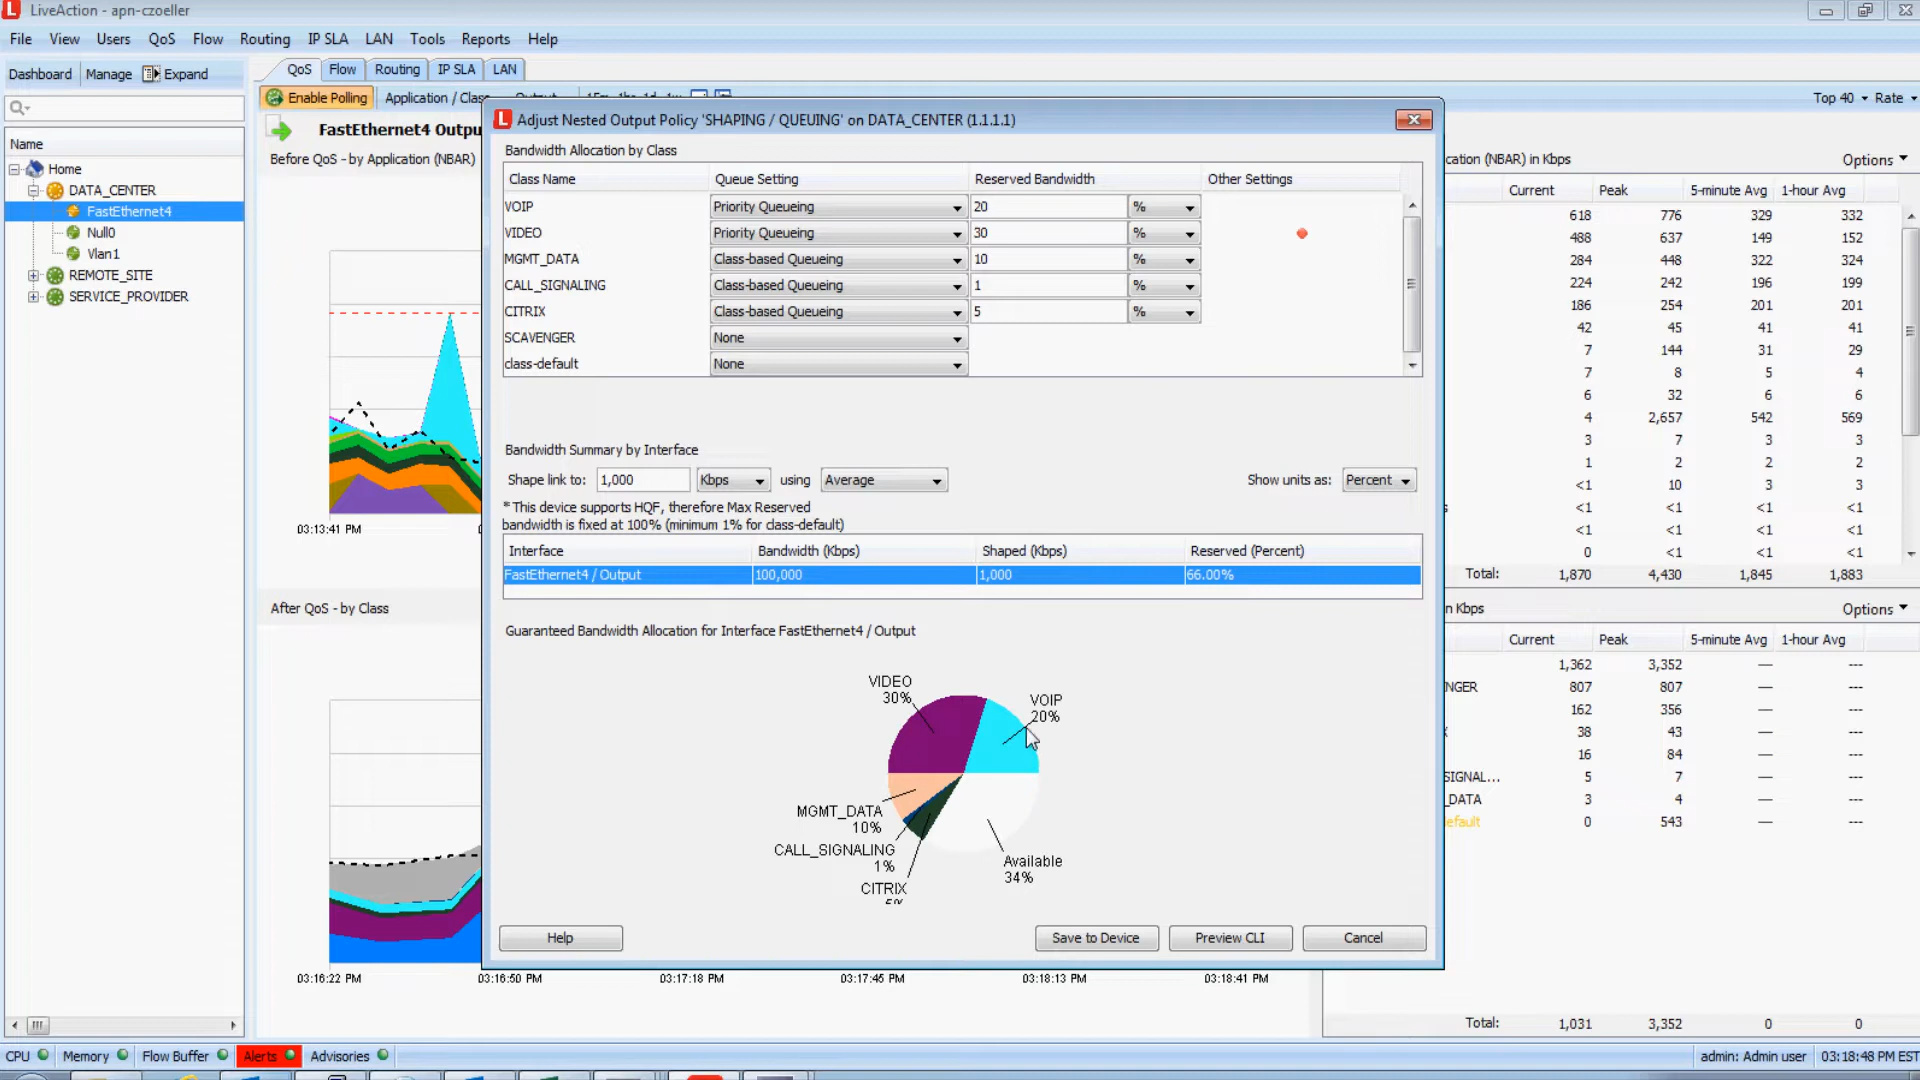 LiveAction - apn-czoeller
File View Users QoS Flow Routing IP SLA LAN Tools Reports Help
Dashboard Manage Expand
QoS Flow Routing IP SLA LAN
Enable Polling Application / Class
Top 40 Rate
Name
Home
DATA_CENTER
FastEthernet4
Null0
Vlan1
REMOTE_SITE
SERVICE_PROVIDER
FastEthernet4 Outpu
Before QoS - by Application (NBAR)
03:13:41 PM
After QoS - by Class
03:16:22 PM 03:16:50 PM 03:17:18 PM 03:17:45 PM 03:18:13 PM 03:18:41 PM
Adjust Nested Output Policy 'SHAPING / QUEUING' on DATA_CENTER (1.1.1.1)
Bandwidth Allocation by Class
Class Name Queue Setting Reserved Bandwidth Other Settings
VOIP Priority Queueing 20 %
VIDEO Priority Queueing 30 %
MGMT_DATA Class-based Queueing 10 %
CALL_SIGNALING Class-based Queueing 1 %
CITRIX Class-based Queueing 5 %
SCAVENGER None
class-default None
Bandwidth Summary by Interface
Shape link to: 1,000 Kbps using Average Show units as: Percent
* This device supports HQF, therefore Max Reserved
bandwidth is fixed at 100% (minimum 1% for class-default)
Interface Bandwidth (Kbps) Shaped (Kbps) Reserved (Percent)
FastEthernet4 / Output 100,000 1,000 66.00%
Guaranteed Bandwidth Allocation for Interface FastEthernet4 / Output
VIDEO
30%
VOIP
20%
MGMT_DATA
10%
CALL_SIGNALING
1%
CITRIX
5%
Available
34%
Help Save to Device Preview CLI Cancel
cation (NBAR) in Kbps Options
Current Peak 5-minute Avg 1-hour Avg
618 776 329 332
488 637 149 152
284 448 322 324
224 242 196 199
186 254 201 201
42 45 41 41
7 144 31 29
7 8 5 4
6 32 6 6
4 2,657 542 569
3 7 3 3
1 2 2 2
<1 10 3 3
<1 <1 <1 <1
<1 <1 <1 <1
0 <1 <1 <1
Total: 1,870 4,430 1,845 1,883
n Kbps Options
Current Peak 5-minute Avg 1-hour Avg
1,362 3,352 — ---
NGER 807 807 — ---
162 356 — ---
38 43 — ---
16 84 — ---
SIGNAL... 5 7 — ---
_DATA 3 4 — ---
efault 0 543 — ---
Total: 1,031 3,352 0 0
CPU Memory Flow Buffer Alerts Advisories
admin: Admin user 03:18:48 PM EST